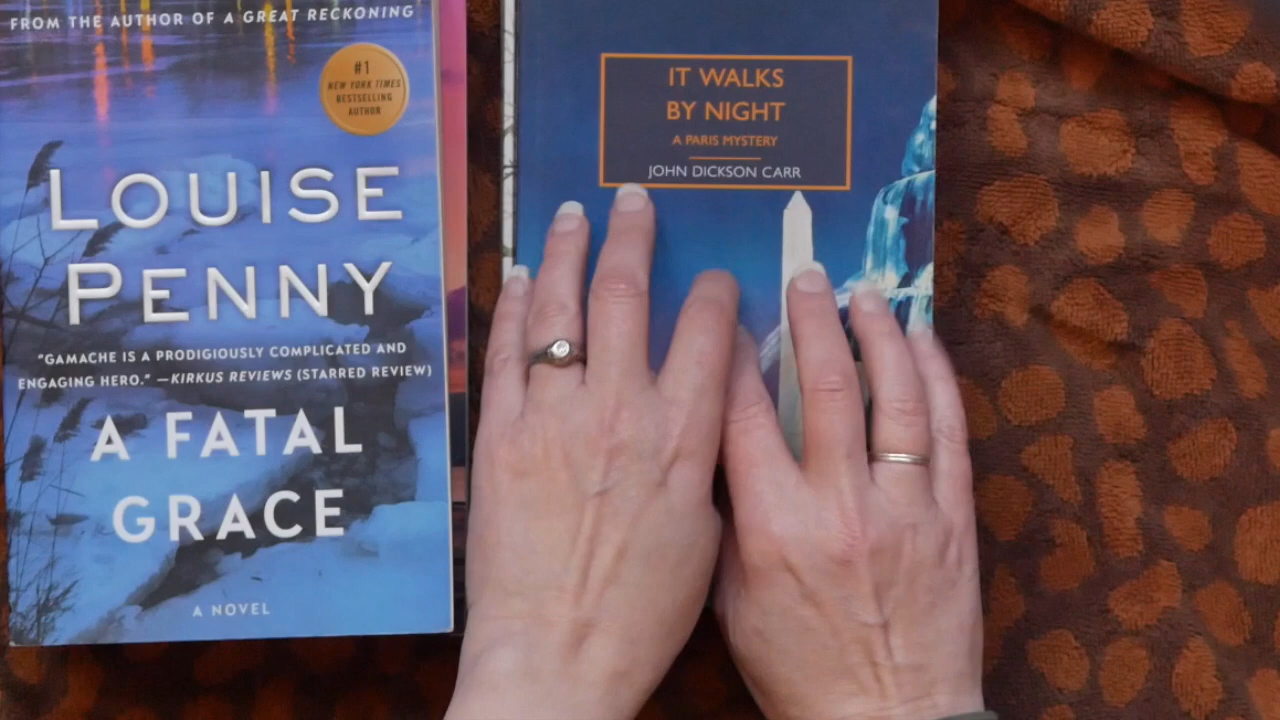 FROM THE AUTHOR OF A GREAT RECKONING
#1
NEW YORK TIMES
BESTSELLING
AUTHOR
LOUISE
PENNY
"GAMACHE IS A PRODIGIOUSLY COMPLICATED AND
ENGAGING HERO." —KIRKUS REVIEWS (STARRED REVIEW)
A FATAL
GRACE
A NOVEL
IT WALKS
BY NIGHT
A PARIS MYSTERY
JOHN DICKSON CARR